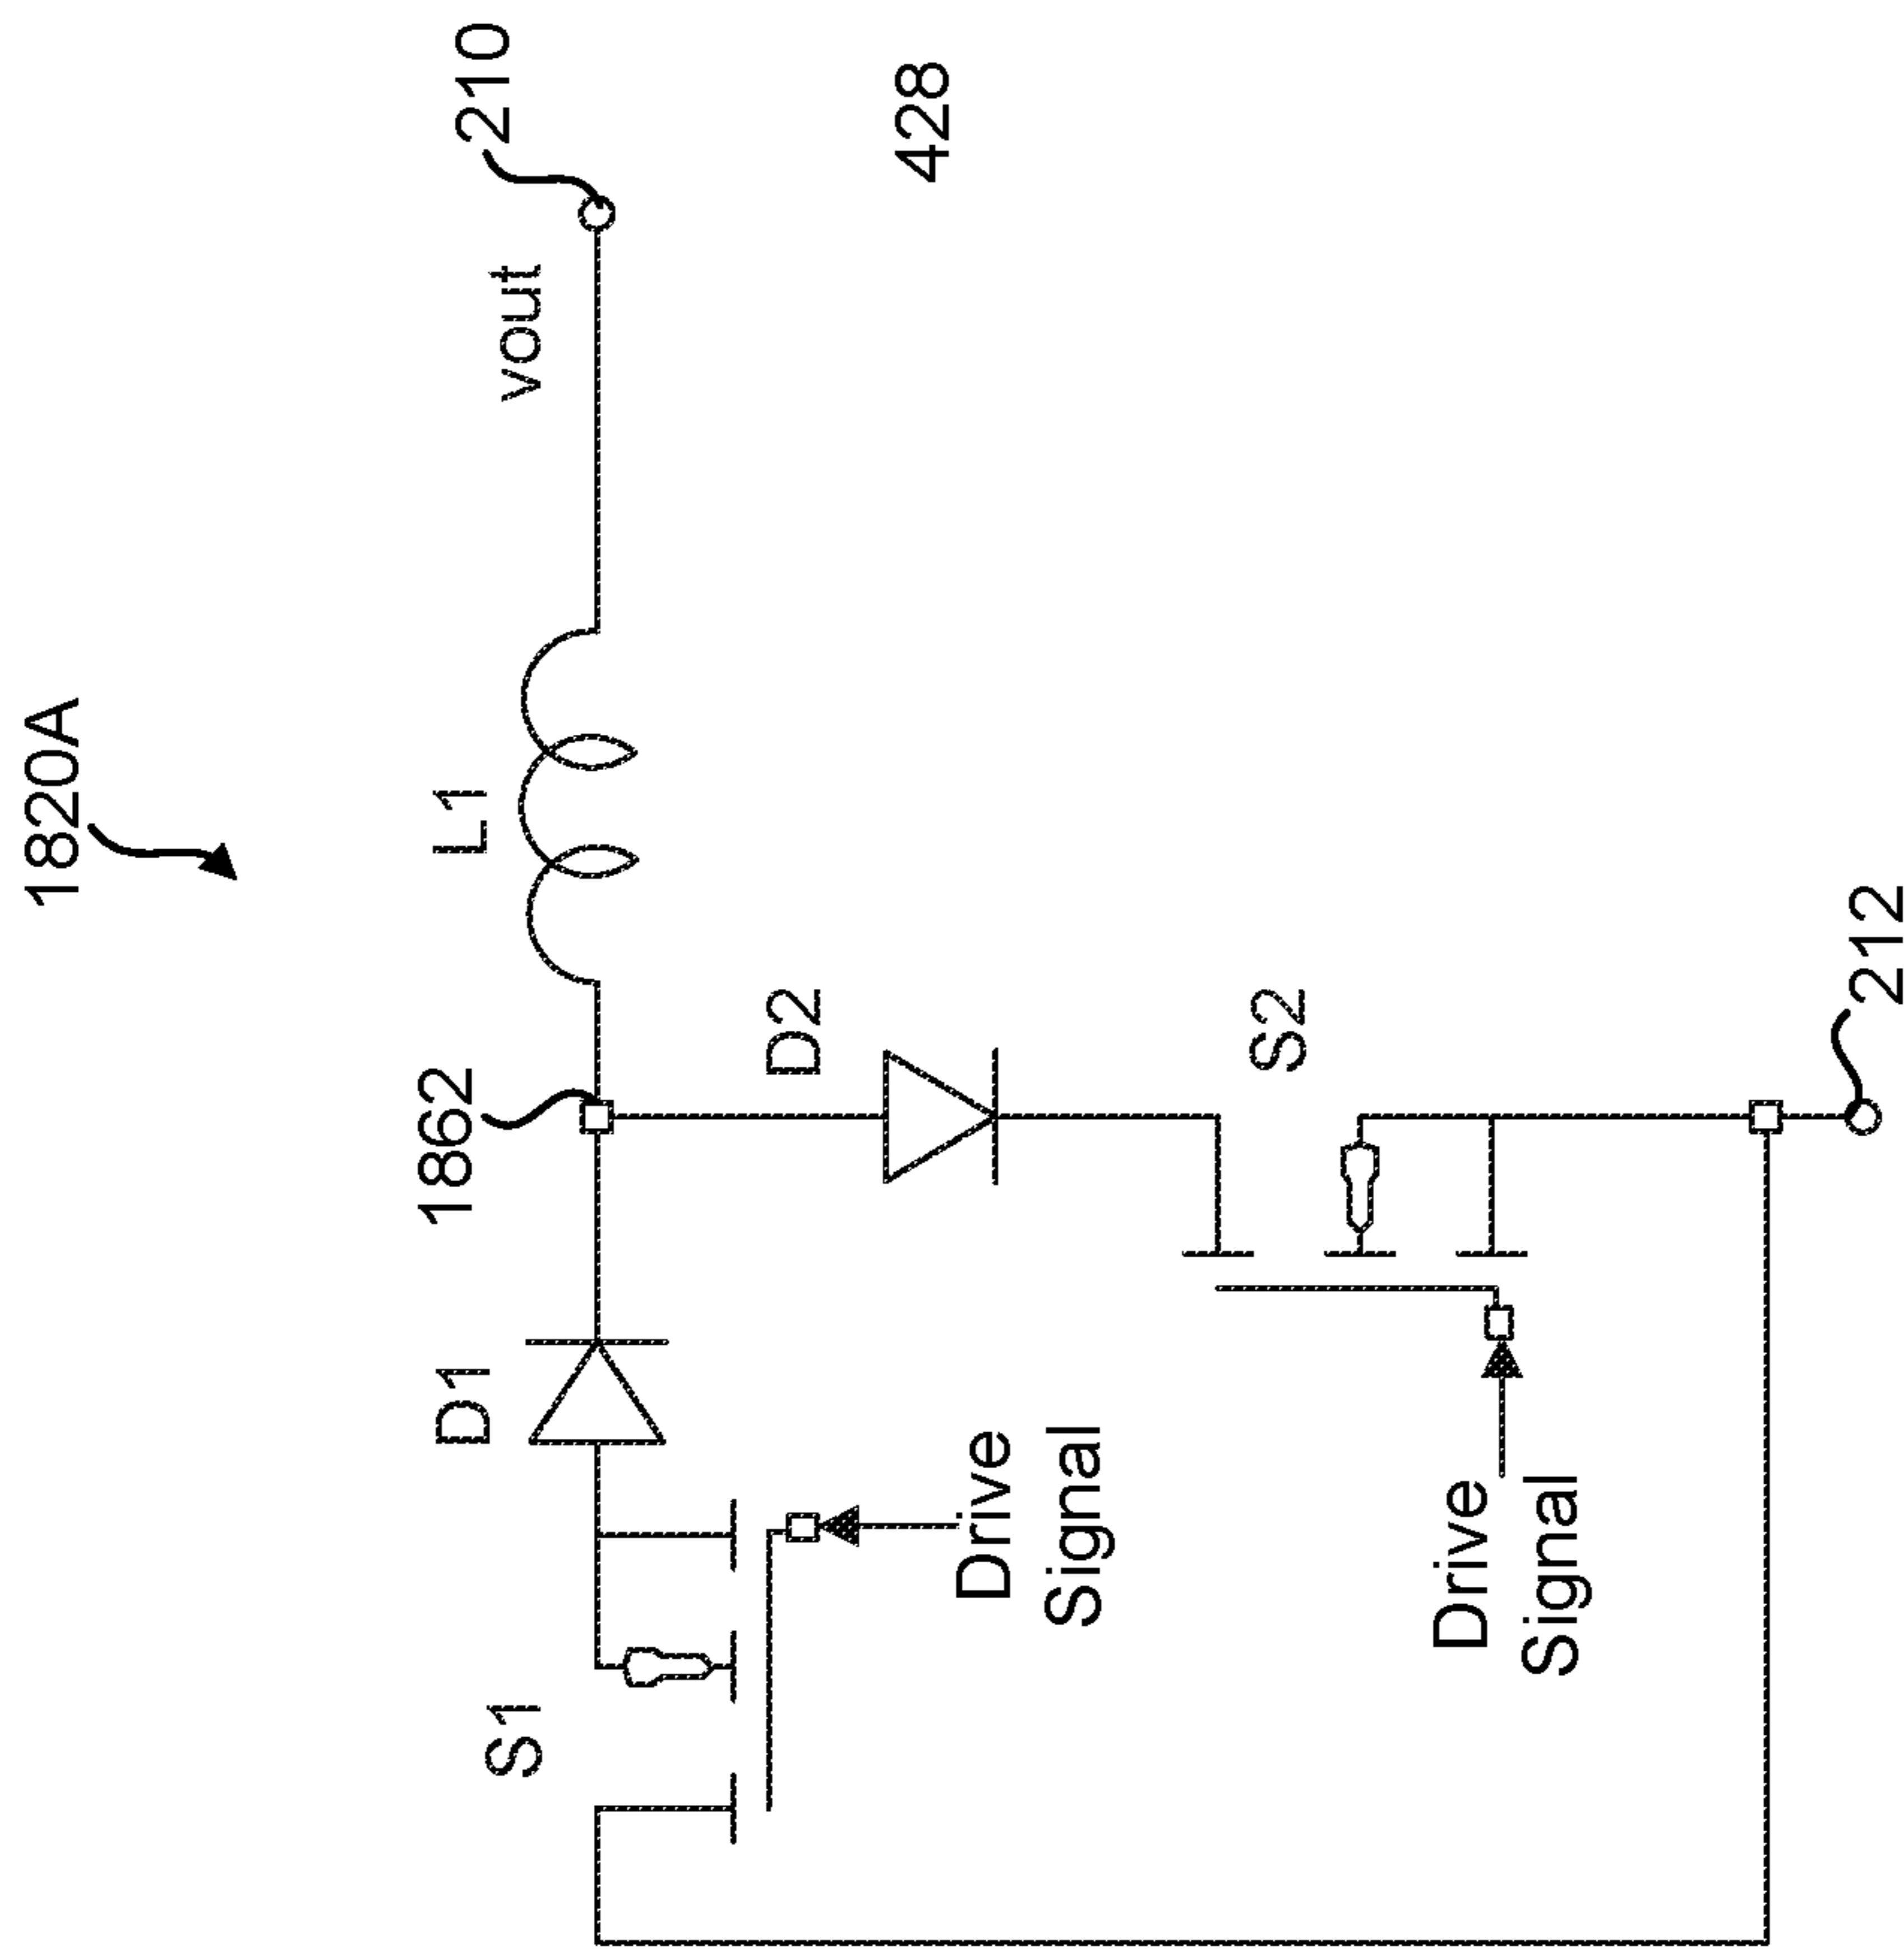 1820A
S1
D1
1862
L1
vout
210
Drive
Signal
D2
428
Drive
Signal
S2
212